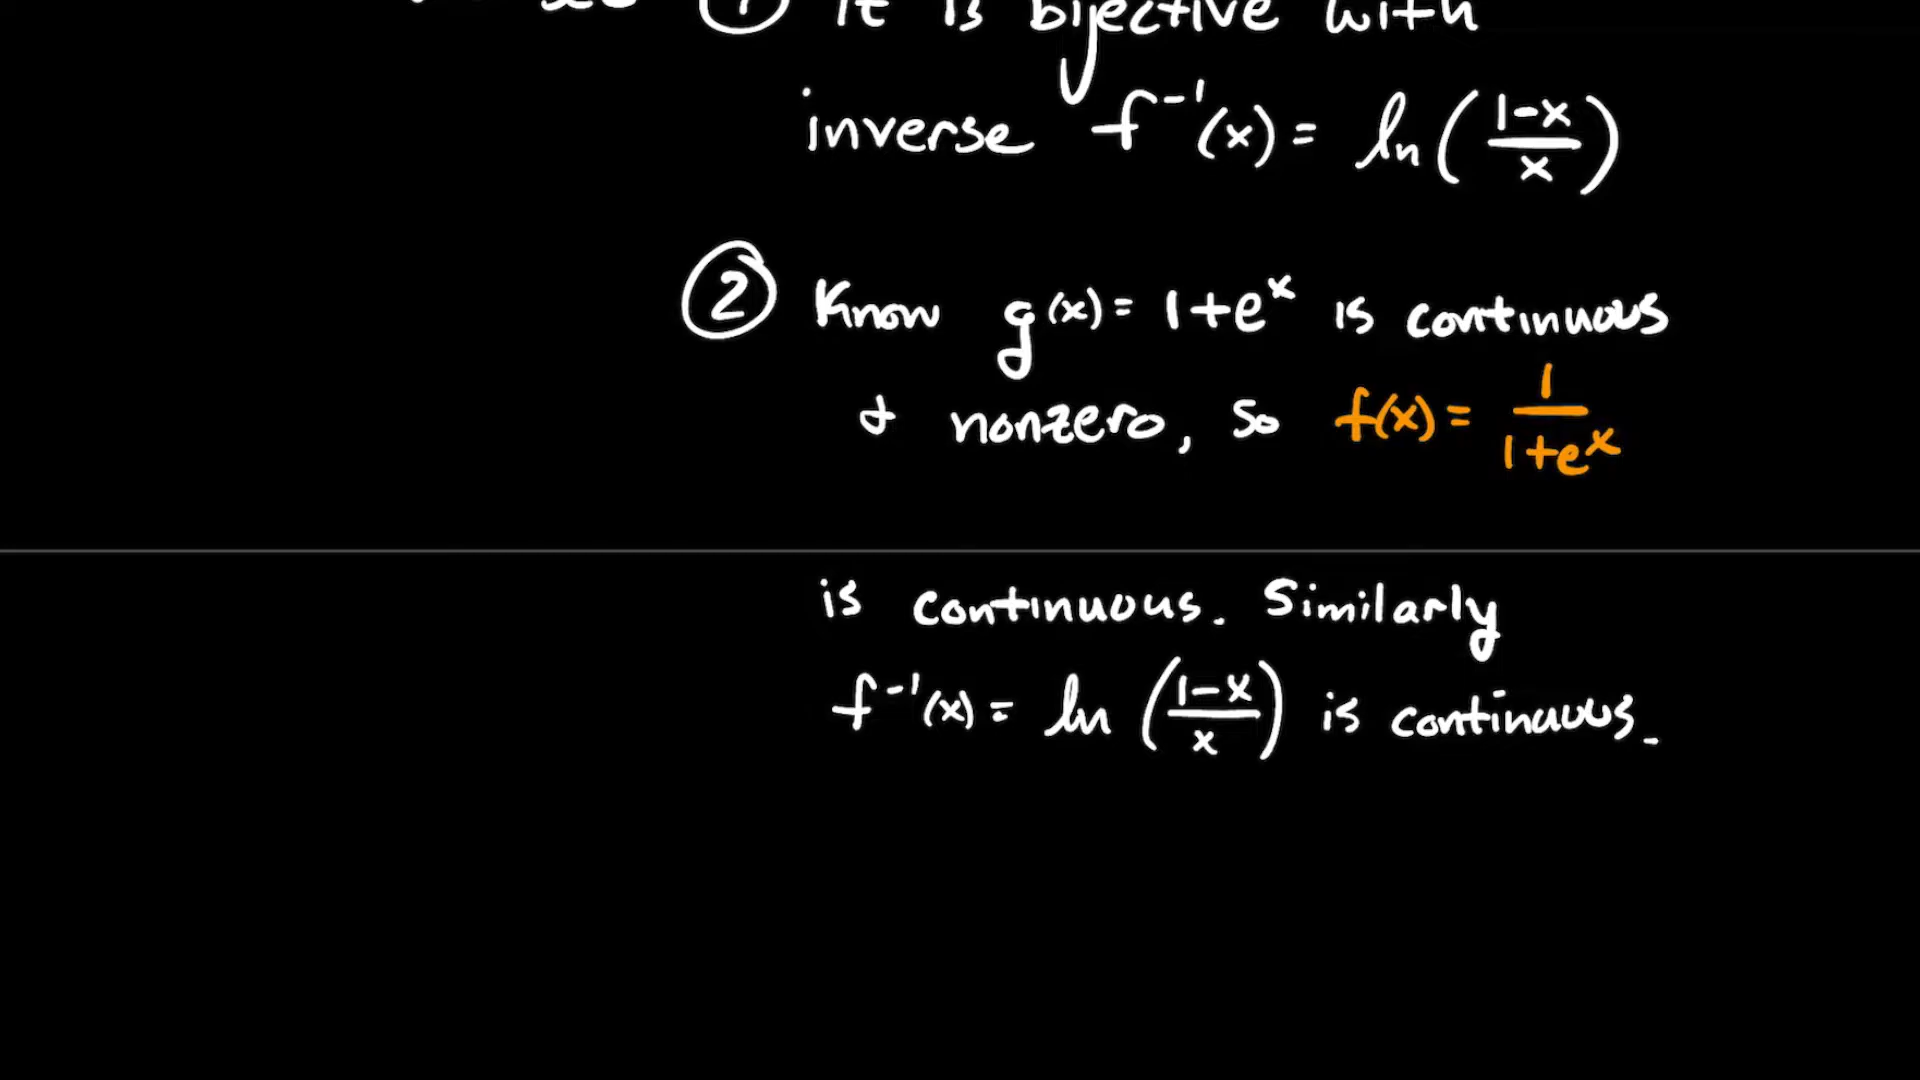 ① It is bijective with
inverse f⁻¹(x) = ln((1-x)/x)
② Know g(x) = 1+eˣ is continuous
& nonzero, so f(x) = 1/(1+eˣ)
is continuous. Similarly
f⁻¹(x) = ln((1-x)/x) is continuous.